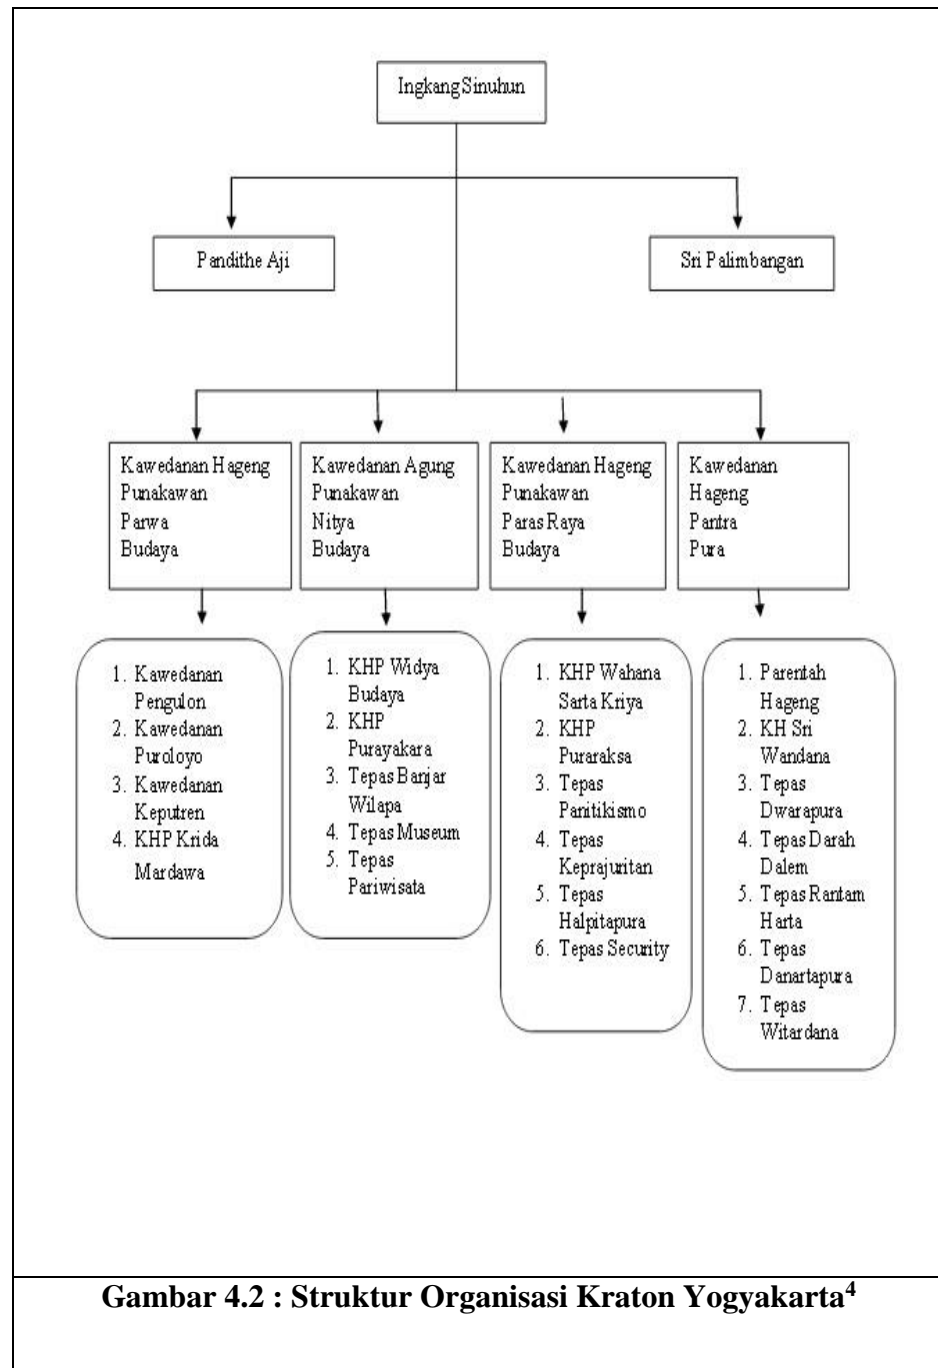 Ingkang Sinuhun
Pandithe Aji
Sri Palimbangan
Kawedanan Hageng
Punakawan
Parwa
Budaya
Kawedanan Agung
Punakawan
Nitya
Budaya
Kawedanan Hageng
Punakawan
Paras Raya
Budaya
Kawedanan
Hageng
Pantra
Pura
1. Kawedanan
Pengulon
2. Kawedanan
Puroloyo
3. Kawedanan
Keputren
4. KHP Krida
Mardawa
1. KHP Widya
Budaya
2. KHP
Purayakara
3. Tepas Banjar
Wilapa
4. Tepas Museum
5. Tepas
Pariwisata
1. KHP Wahana
Sarta Kriya
2. KHP
Puraraksa
3. Tepas
Panitikismo
4. Tepas
Keprajuritan
5. Tepas
Halpitapura
6. Tepas Security
1. Parentah
Hageng
2. KH Sri
Wandana
3. Tepas
Dwarapura
4. Tepas Darah
Dalem
5. Tepas Rantam
Harta
6. Tepas
Danartapura
7. Tepas
Witardana
Gambar 4.2 : Struktur Organisasi Kraton Yogyakarta⁴